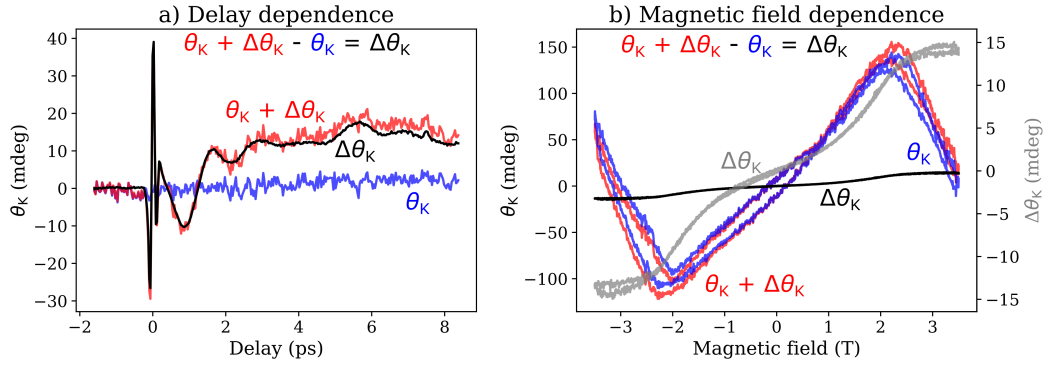 a) Delay dependence
θK + ΔθK - θK = ΔθK
θK + ΔθK
ΔθK
θK
θK (mdeg)
40
30
20
10
0
−10
−20
−30
−2
0
2
4
6
8
Delay (ps)
b) Magnetic field dependence
θK + ΔθK - θK = ΔθK
ΔθK
θK
ΔθK
θK + ΔθK
θK (mdeg)
150
100
50
0
−50
−100
−3
−2
−1
0
1
2
3
Magnetic field (T)
15
10
5
0
−5
−10
−15
ΔθK (mdeg)